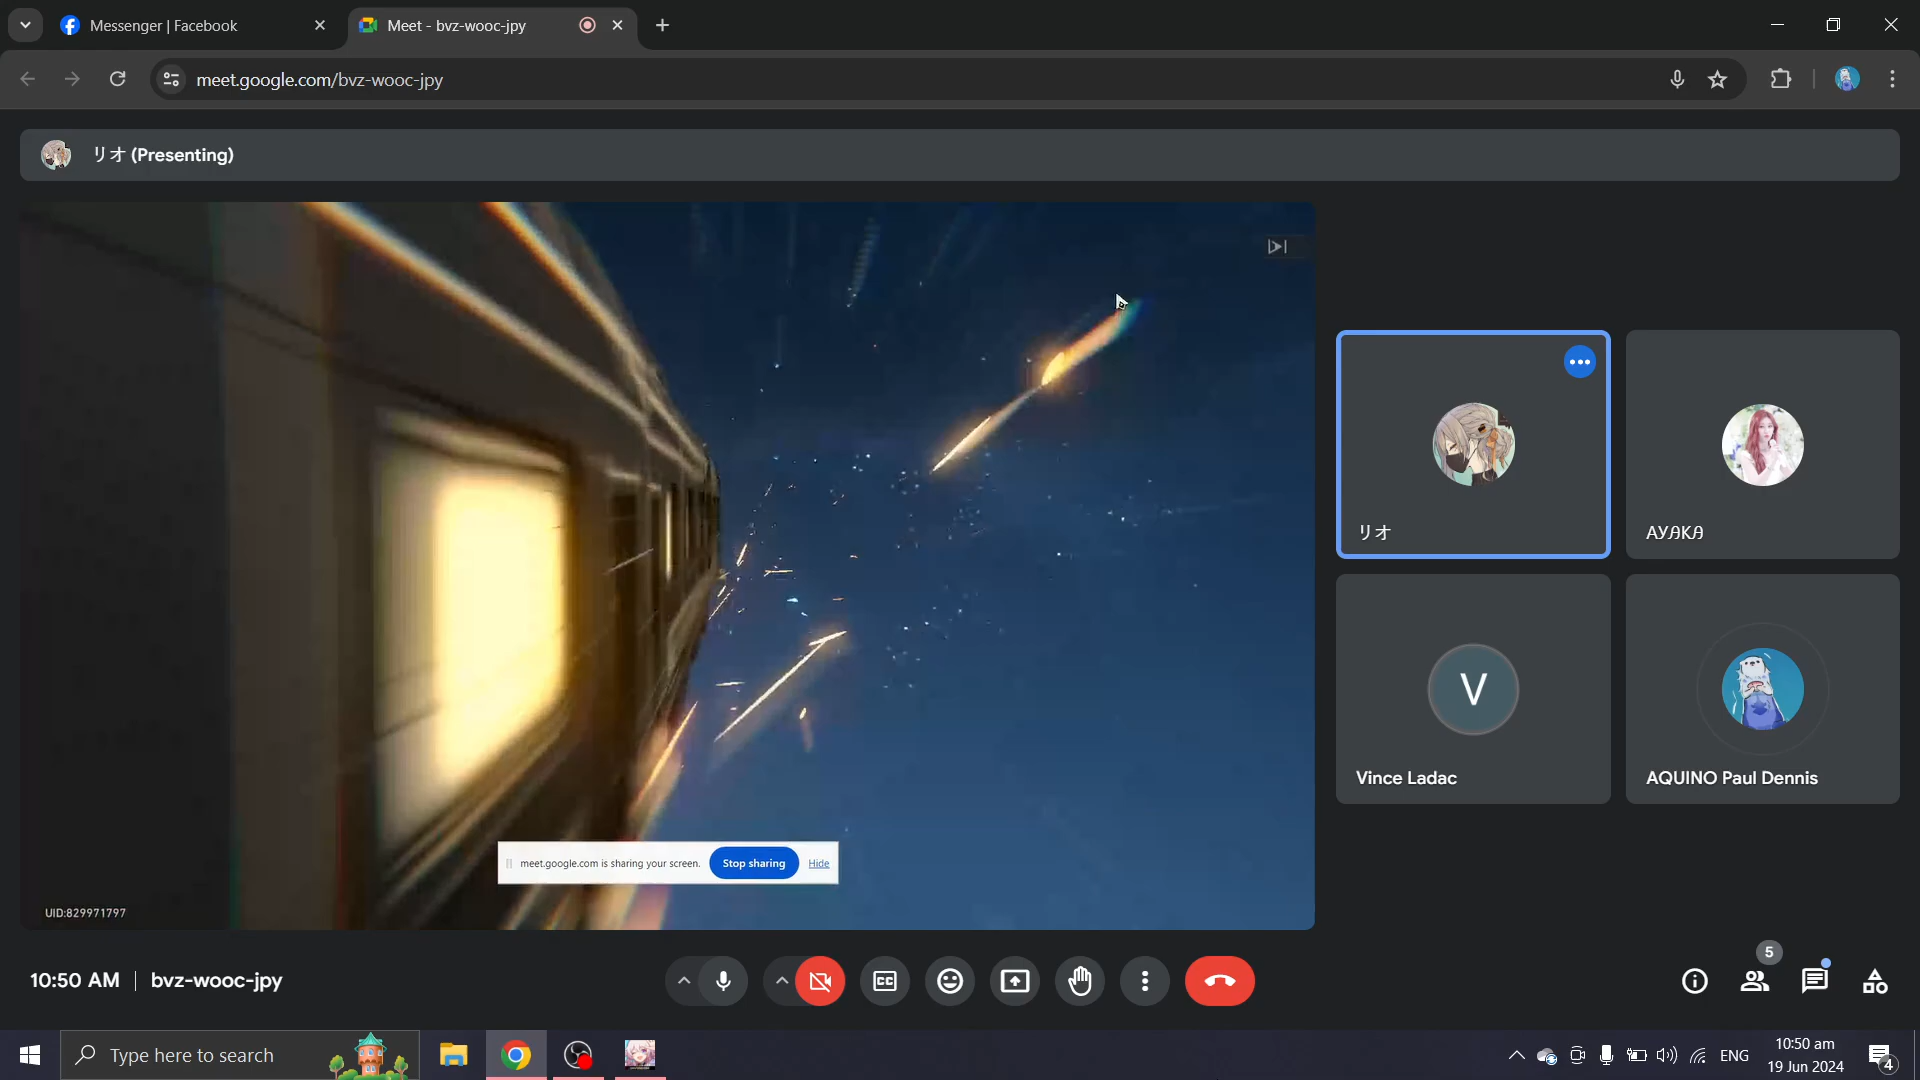 Messenger | Facebook
Meet - bvz-wooc-jpy
meet.google.com/bvz-wooc-jpy
リオ (Presenting)
リオ
AУᎯKᎯ
V
Vince Ladac
AQUINO Paul Dennis
meet.google.com is sharing your screen.
Stop sharing
Hide
UID:829971797
10:50 AM | bvz-wooc-jpy
5
Type here to search
ENG
10:50 am
19 Jun 2024
4